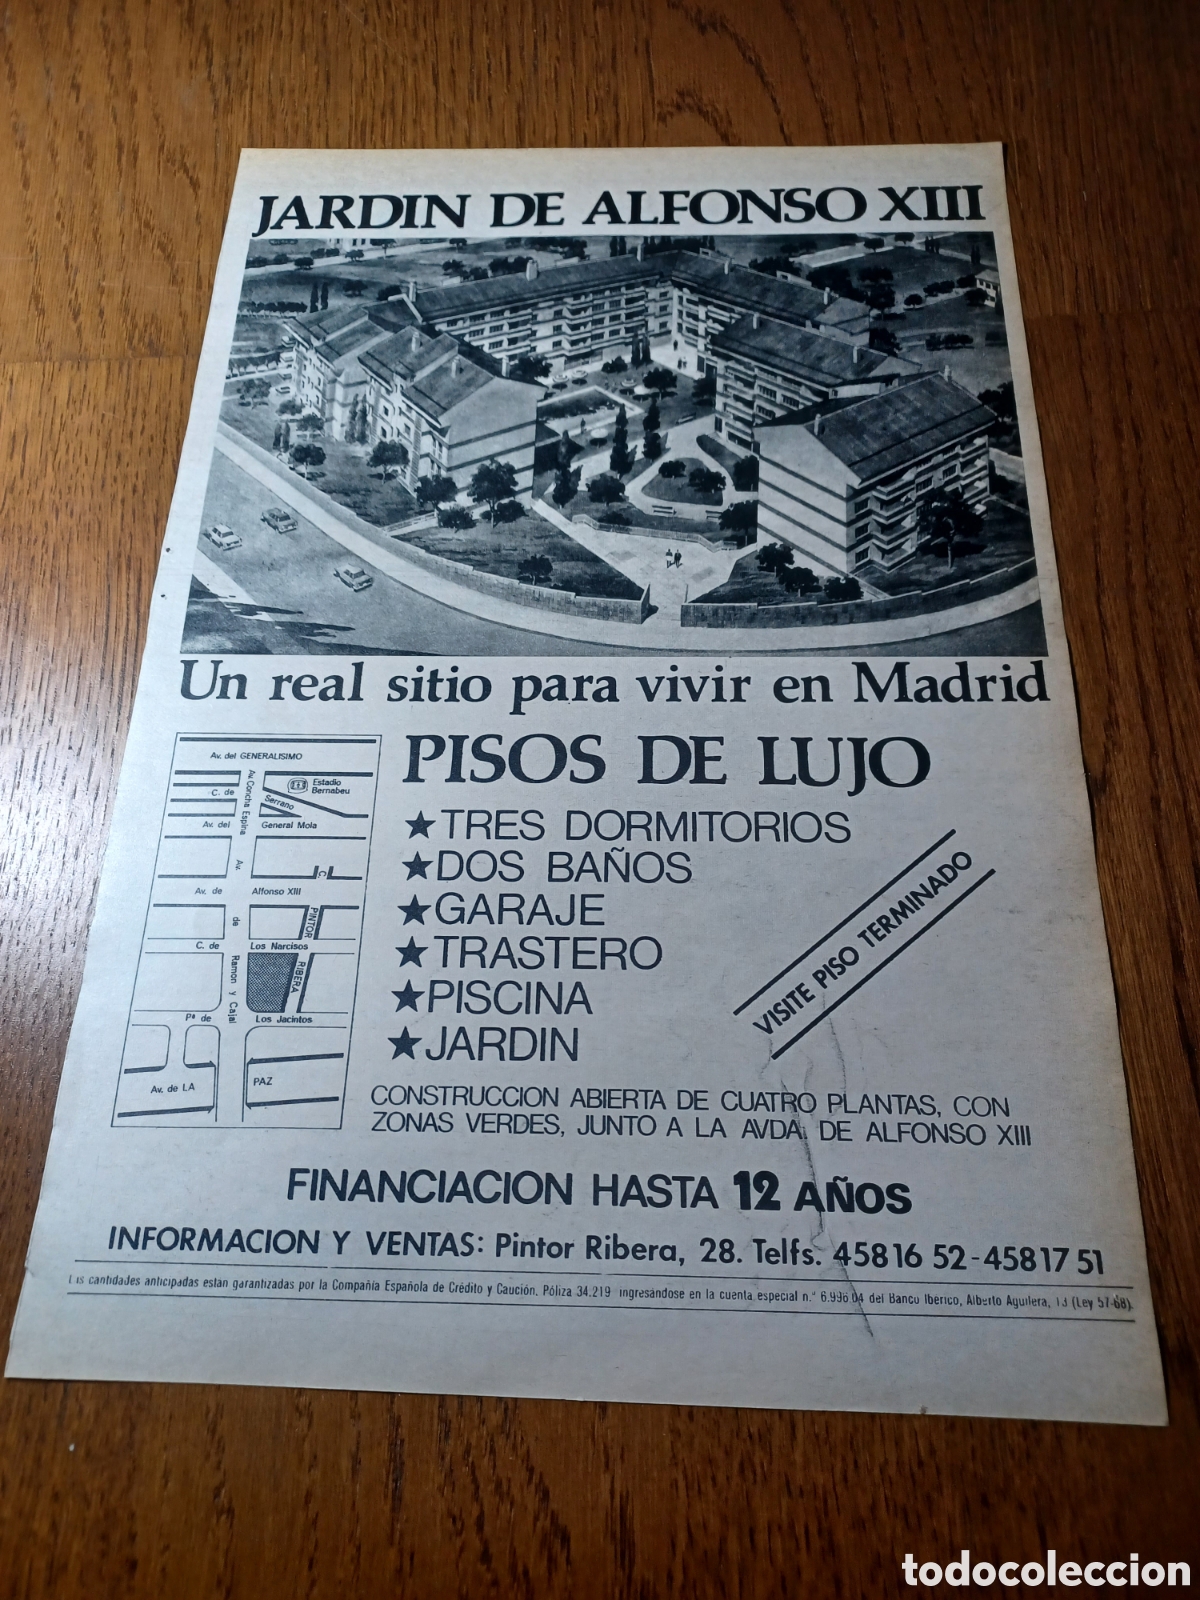 JARDIN DE ALFONSO XIII
Un real sitio para vivir en Madrid
Av. del GENERALISIMO
Av. Concha Espina
Estadio
Bernabeu
C. de
Serrano
Av. del General Mola
Av.
C.
Av. de Alfonso XIII
de
PINTOR
C. de Los Narcisos
Ramón y Cajal
RIBERA
Pº de Los Jacintos
Av. de LA PAZ
PISOS DE LUJO
★TRES DORMITORIOS
★DOS BAÑOS
★GARAJE
★TRASTERO
★PISCINA
★JARDIN
VISITE PISO TERMINADO
CONSTRUCCION ABIERTA DE CUATRO PLANTAS, CON
ZONAS VERDES, JUNTO A LA AVDA. DE ALFONSO XIII
FINANCIACION HASTA 12 AÑOS
INFORMACION Y VENTAS: Pintor Ribera, 28. Telfs. 458 16 52 - 458 17 51
Las cantidades anticipadas estan garantizadas por la Compañía Española de Crédito y Caución. Póliza 34.219 ingresándose en la cuenta especial n.º del Banco Iberico, Alberto Aguilera, (Ley 57-68).
todocoleccion